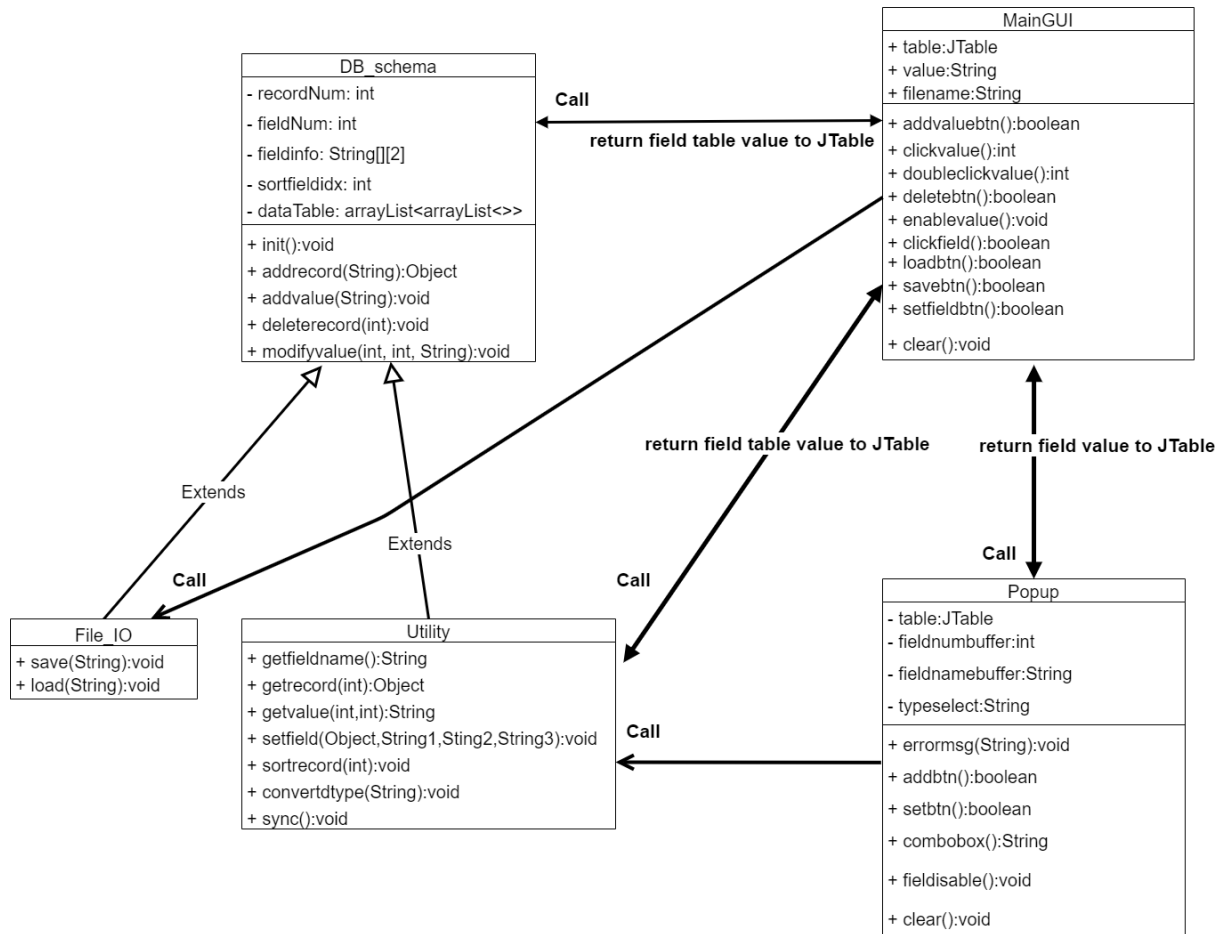 DB_schema
- recordNum: int
- fieldNum: int
- fieldinfo: String[][2]
- sortfieldidx: int
- dataTable: arrayList<arrayList<>>
+ init():void
+ addrecord(String):Object
+ addvalue(String):void
+ deleterecord(int):void
+ modifyvalue(int, int, String):void
Call
return field table value to JTable
MainGUI
+ table:JTable
+ value:String
+ filename:String
+ addvaluebtn():boolean
+ clickvalue():int
+ doubleclickvalue():int
+ deletebtn():boolean
+ enablevalue():void
+ clickfield():boolean
+ loadbtn():boolean
+ savebtn():boolean
+ setfieldbtn():boolean
+ clear():void
Extends
Extends
return field table value to JTable
return field value to JTable
Call
Call
Call
File_IO
+ save(String):void
+ load(String):void
Utility
+ getfieldname():String
+ getrecord(int):Object
+ getvalue(int,int):String
+ setfield(Object,String1,Sting2,String3):void
+ sortrecord(int):void
+ convertdtype(String):void
+ sync():void
Call
Popup
- table:JTable
- fieldnumbuffer:int
- fieldnamebuffer:String
- typeselect:String
+ errormsg(String):void
+ addbtn():boolean
+ setbtn():boolean
+ combobox():String
+ fieldisable():void
+ clear():void